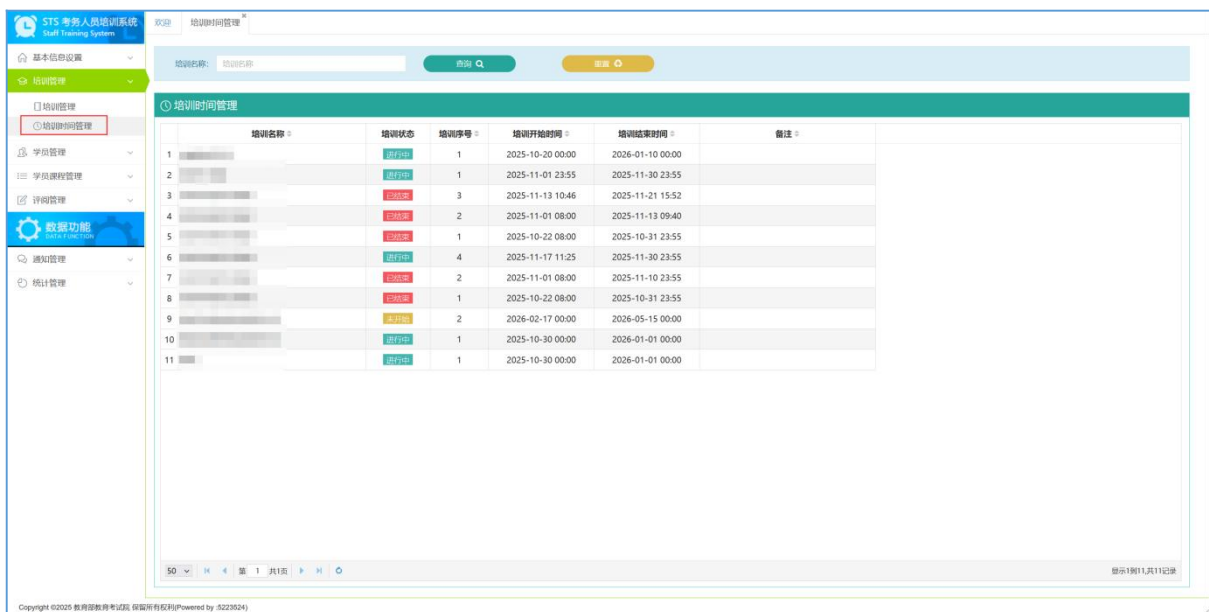 STS 考务人员培训系统
Staff Training System
欢迎 培训时间管理
基本信息设置
培训管理
培训管理
培训时间管理
学员管理
学员课程管理
评阅管理
数据功能
DATA FUNCTION
通知管理
统计管理
培训名称: 培训名称 查询 重置
培训时间管理
培训名称 培训状态 培训序号 培训开始时间 培训结束时间 备注
1 进行中 1 2025-10-20 00:00 2026-01-10 00:00
2 进行中 1 2025-11-01 23:55 2025-11-30 23:55
3 已结束 3 2025-11-13 10:46 2025-11-21 15:52
4 已结束 2 2025-11-01 08:00 2025-11-13 09:40
5 已结束 1 2025-10-22 08:00 2025-10-31 23:55
6 进行中 4 2025-11-17 11:25 2025-11-30 23:55
7 已结束 2 2025-11-01 08:00 2025-11-10 23:55
8 已结束 1 2025-10-22 08:00 2025-10-31 23:55
9 未开始 2 2026-02-17 00:00 2026-05-15 00:00
10 进行中 1 2025-10-30 00:00 2026-01-01 00:00
11 进行中 1 2025-10-30 00:00 2026-01-01 00:00
50 第 1 共1页 显示1到11,共11记录
Copyright ©2025 教育部教育考试院 保留所有权利(Powered by :5223524)